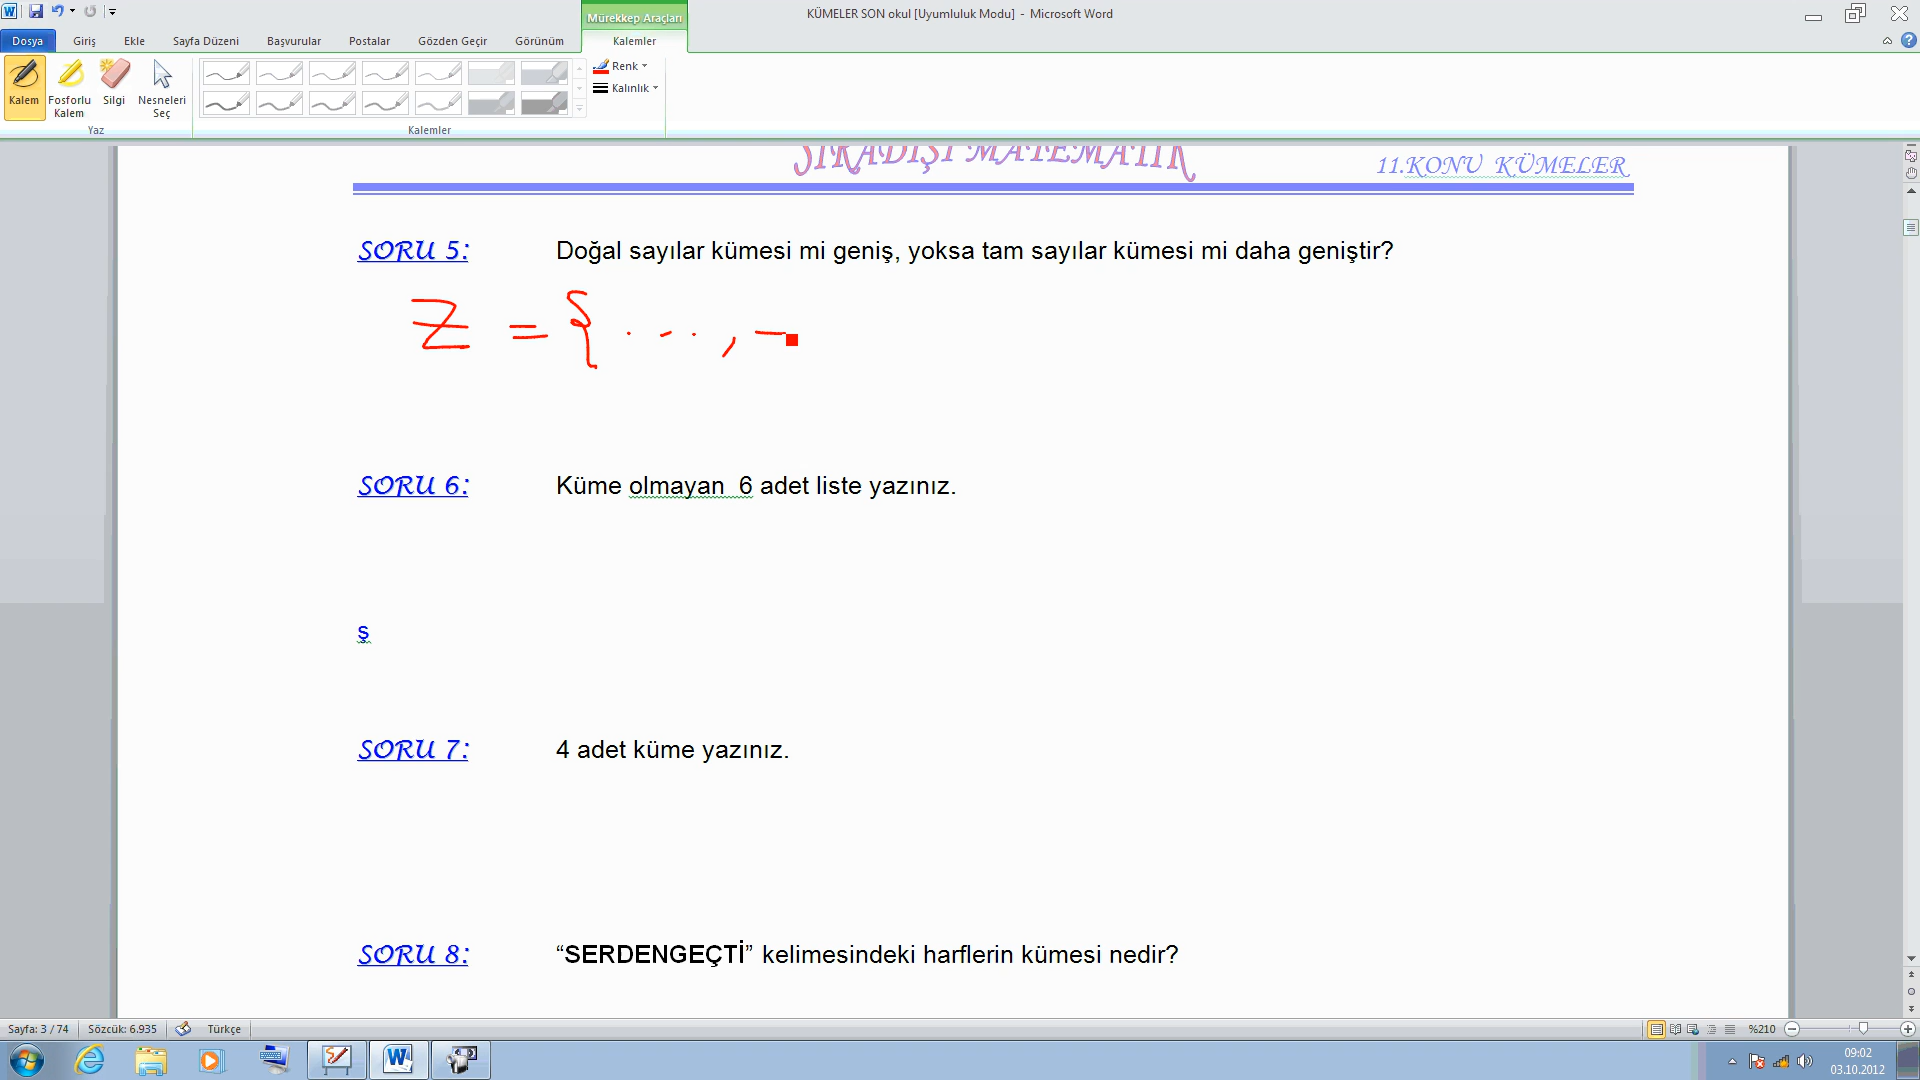 KÜMELER SON okul [Uyumluluk Modu] - Microsoft Word
Mürekkep Araçları
Dosya Giriş Ekle Sayfa Düzeni Başvurular Postalar Gözden Geçir Görünüm Kalemler
Kalem Fosforlu Kalem Silgi Nesneleri Seç
Renk
Kalınlık
Yaz Kalemler
SIRADIŞI MATEMATİK 11.KONU KÜMELER
SORU 5: Doğal sayılar kümesi mi geniş, yoksa tam sayılar kümesi mi daha geniştir?
Z = { ..., -
SORU 6: Küme olmayan 6 adet liste yazınız.
ş
SORU 7: 4 adet küme yazınız.
SORU 8: “SERDENGEÇTİ” kelimesindeki harflerin kümesi nedir?
Sayfa: 3 / 74 Sözcük: 6.935 Türkçe %210
09:02
03.10.2012